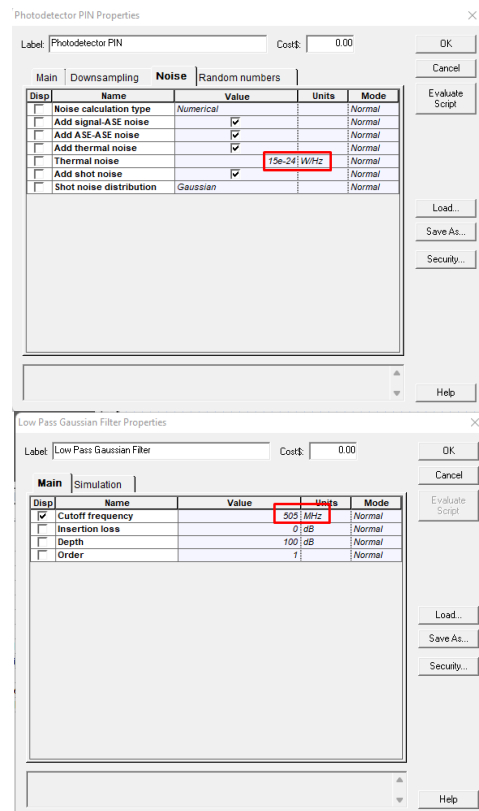 Photodetector PIN Properties
Label: Photodetector PIN Cost$: 0.00 OK
Cancel
Main Downsampling Noise Random numbers
Evaluate Script
Disp Name Value Units Mode
Noise calculation type Numerical Normal
Add signal-ASE noise Normal
Add ASE-ASE noise Normal
Add thermal noise Normal
Thermal noise 15e-24 W/Hz Normal
Add shot noise Normal
Shot noise distribution Gaussian Normal
Load...
Save As...
Security...
Help
Low Pass Gaussian Filter Properties
Label: Low Pass Gaussian Filter Cost$: 0.00 OK
Cancel
Main Simulation
Evaluate Script
Disp Name Value Units Mode
Cutoff frequency 505 MHz Normal
Insertion loss 0 dB Normal
Depth 100 dB Normal
Order 1 Normal
Load...
Save As...
Security...
Help